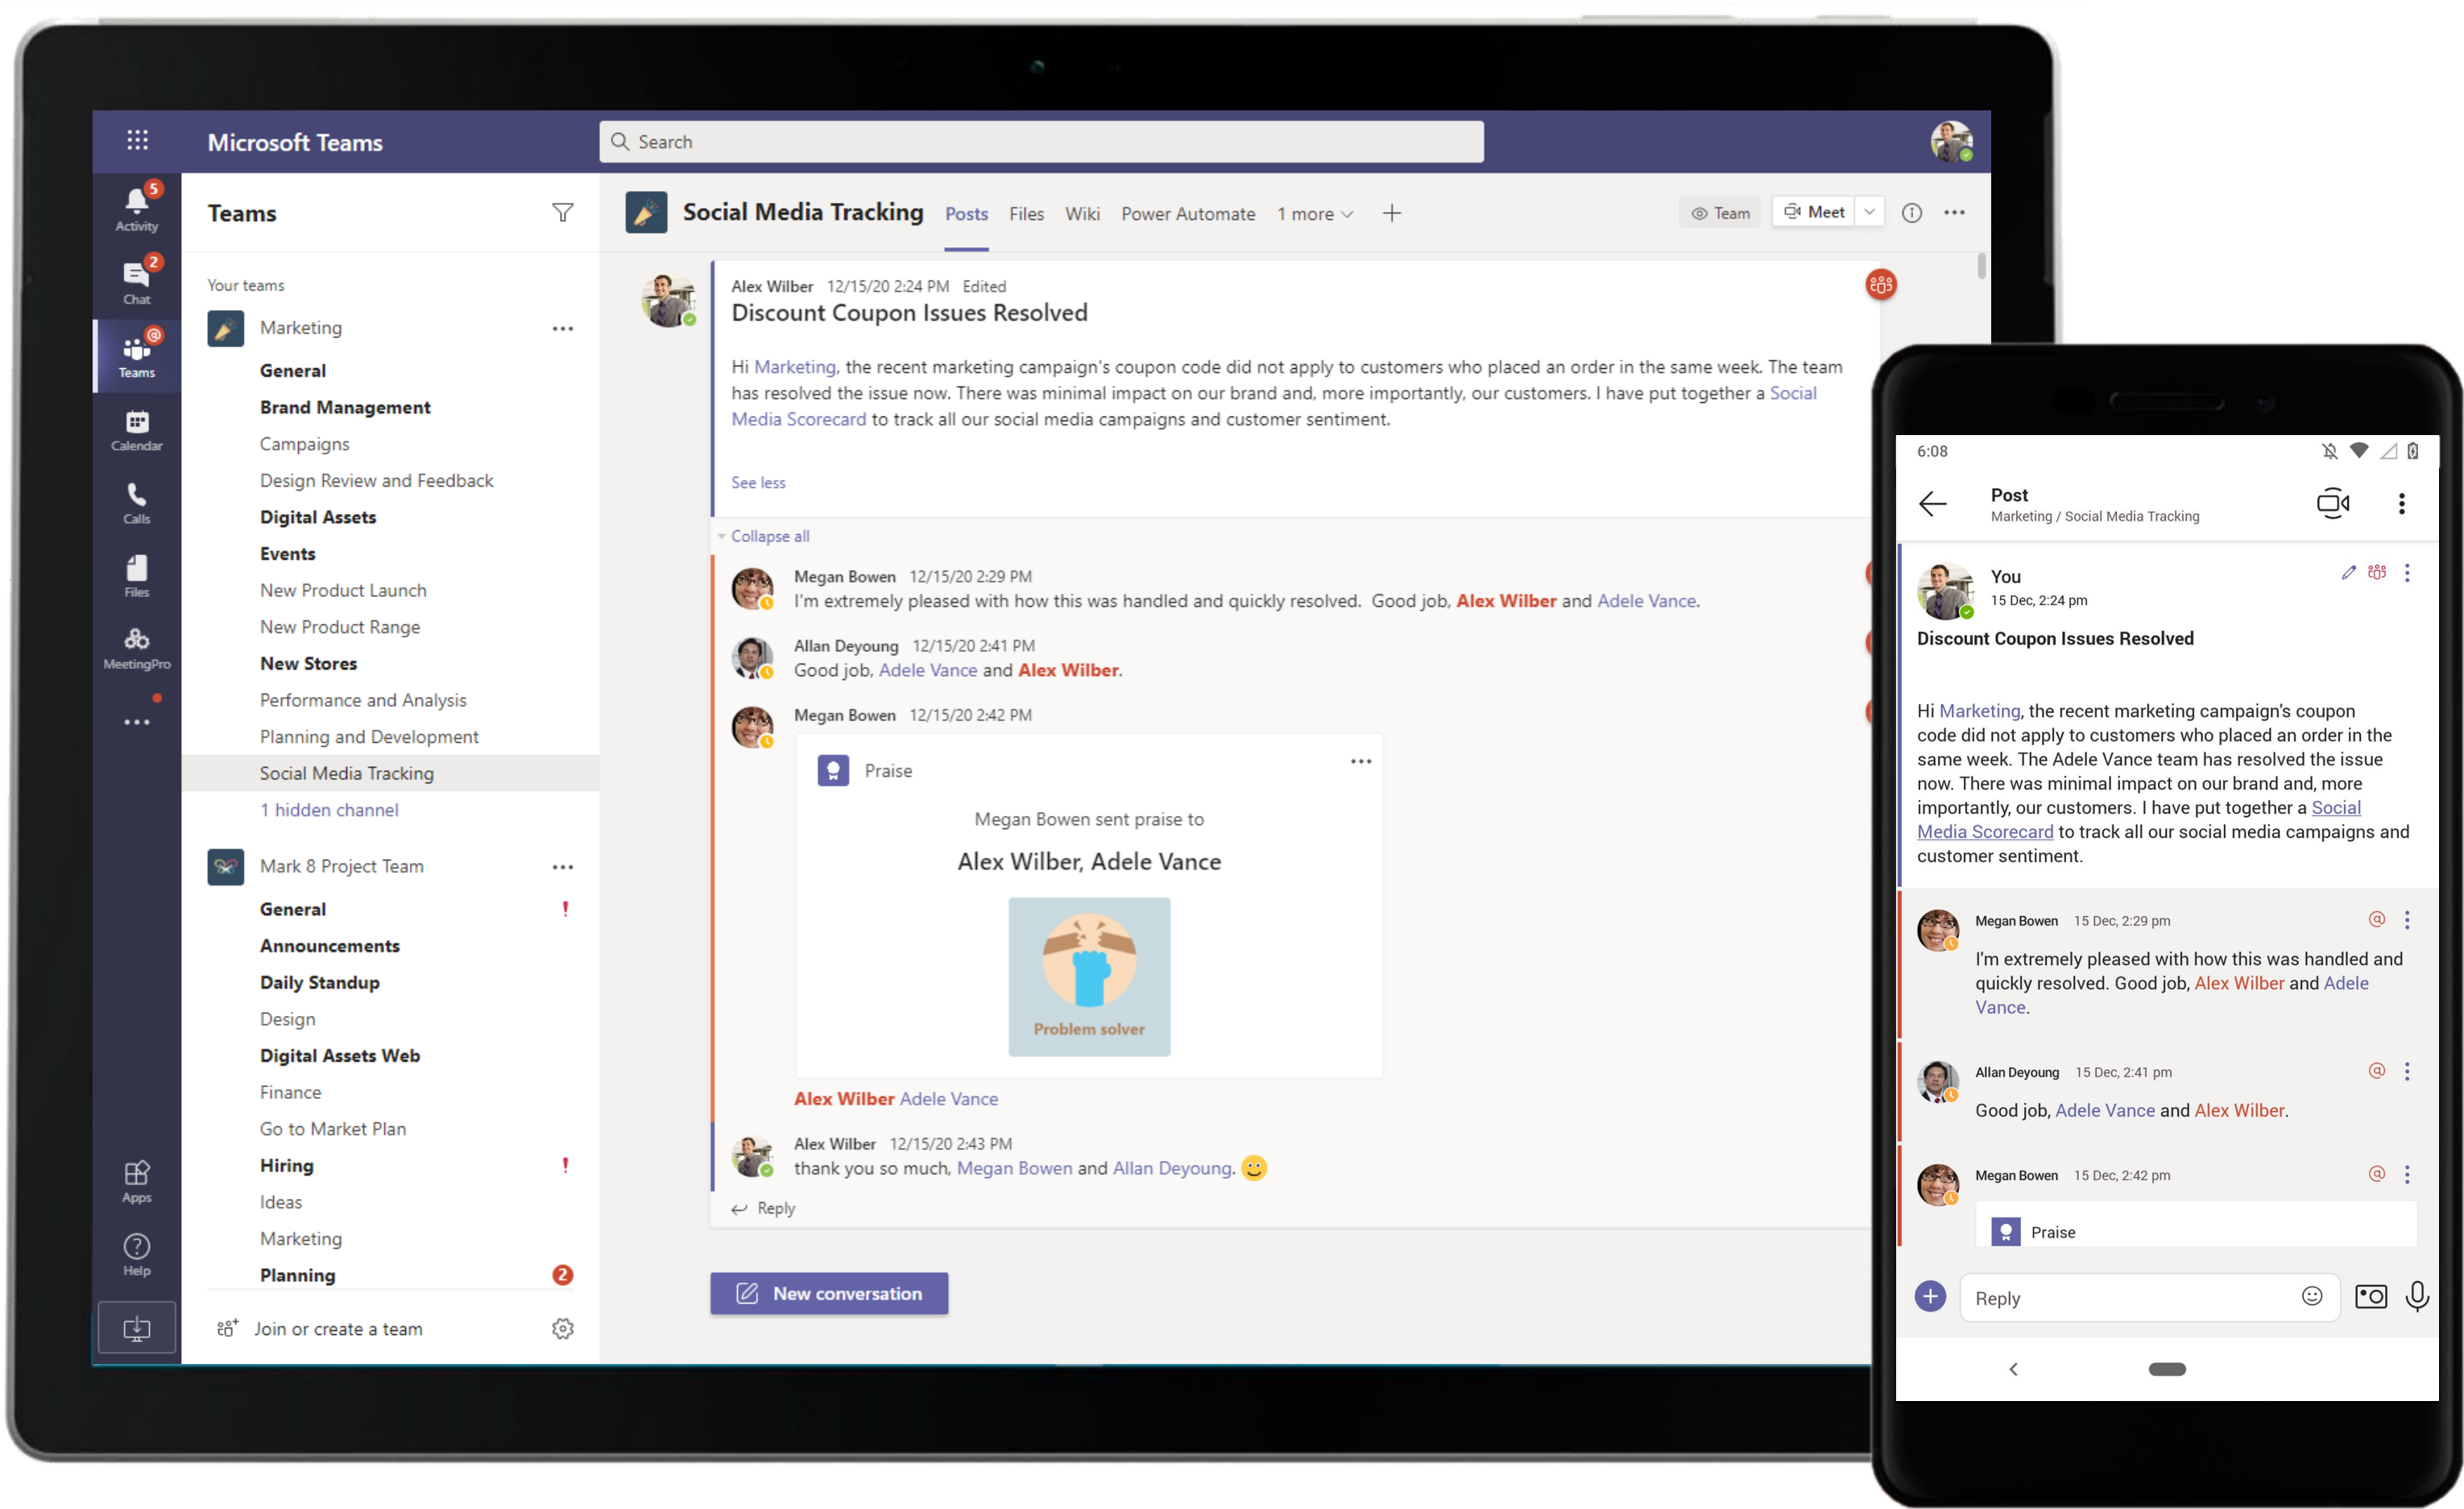 Microsoft Teams
Search
5
Activity
2
Chat
@
Teams
Calendar
Calls
Files
MeetingPro
Apps
Help
Teams
Your teams
Marketing
General
Brand Management
Campaigns
Design Review and Feedback
Digital Assets
Events
New Product Launch
New Product Range
New Stores
Performance and Analysis
Planning and Development
Social Media Tracking
1 hidden channel
Mark 8 Project Team
General !
Announcements
Daily Standup
Design
Digital Assets Web
Finance
Go to Market Plan
Hiring !
Ideas
Marketing
Planning 2
Join or create a team
Social Media Tracking Posts Files Wiki Power Automate 1 more
Team Meet
Alex Wilber 12/15/20 2:24 PM Edited
Discount Coupon Issues Resolved
Hi Marketing, the recent marketing campaign's coupon code did not apply to customers who placed an order in the same week. The team
has resolved the issue now. There was minimal impact on our brand and, more importantly, our customers. I have put together a Social
Media Scorecard to track all our social media campaigns and customer sentiment.
See less
Collapse all
Megan Bowen 12/15/20 2:29 PM
I'm extremely pleased with how this was handled and quickly resolved. Good job, Alex Wilber and Adele Vance.
Allan Deyoung 12/15/20 2:41 PM
Good job, Adele Vance and Alex Wilber.
Megan Bowen 12/15/20 2:42 PM
Praise
Megan Bowen sent praise to
Alex Wilber, Adele Vance
Problem solver
Alex Wilber Adele Vance
Alex Wilber 12/15/20 2:43 PM
thank you so much, Megan Bowen and Allan Deyoung. 🙂
Reply
New conversation
6:08
Post
Marketing / Social Media Tracking
You
15 Dec, 2:24 pm
Discount Coupon Issues Resolved
Hi Marketing, the recent marketing campaign's coupon
code did not apply to customers who placed an order in the
same week. The Adele Vance team has resolved the issue
now. There was minimal impact on our brand and, more
importantly, our customers. I have put together a Social
Media Scorecard to track all our social media campaigns and
customer sentiment.
Megan Bowen 15 Dec, 2:29 pm @
I'm extremely pleased with how this was handled and
quickly resolved. Good job, Alex Wilber and Adele
Vance.
Allan Deyoung 15 Dec, 2:41 pm @
Good job, Adele Vance and Alex Wilber.
Megan Bowen 15 Dec, 2:42 pm @
Praise
Reply